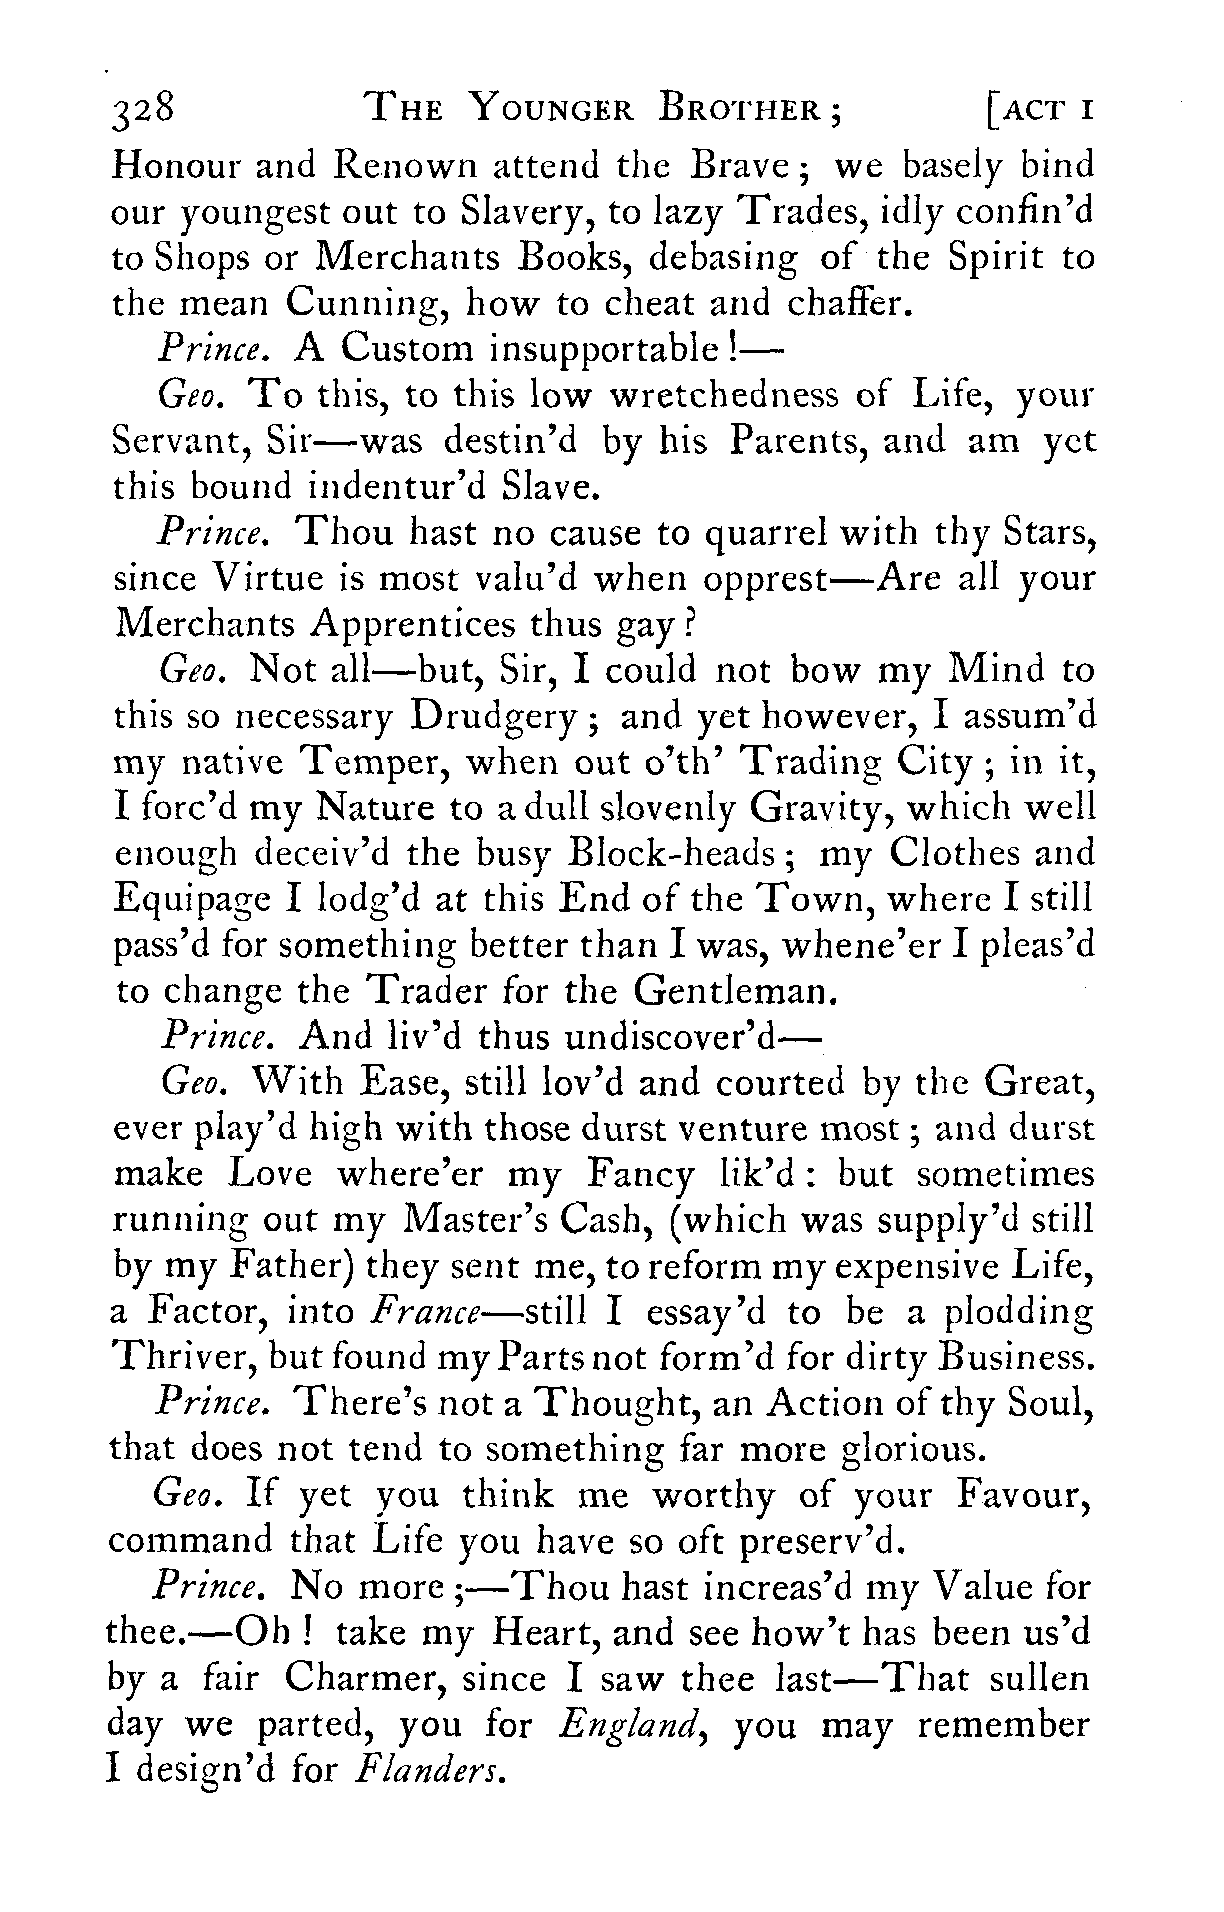 328 The Younger Brother; [ACT I
Honour and Renown attend the Brave; we basely bind
our youngest out to Slavery, to lazy Trades, idly confin'd
to Shops or Merchants Books, debasing of the Spirit to
the mean Cunning, how to cheat and chaffer.
Prince. A Custom insupportable!—
Geo. To this, to this low wretchedness of Life, your
Servant, Sir—was destin'd by his Parents, and am yet
this bound indentur'd Slave.
Prince. Thou hast no cause to quarrel with thy Stars,
since Virtue is most valu'd when opprest—Are all your
Merchants Apprentices thus gay?
Geo. Not all—but, Sir, I could not bow my Mind to
this so necessary Drudgery; and yet however, I assum'd
my native Temper, when out o'th' Trading City; in it,
I forc'd my Nature to a dull slovenly Gravity, which well
enough deceiv'd the busy Block-heads; my Clothes and
Equipage I lodg'd at this End of the Town, where I still
pass'd for something better than I was, whene'er I pleas'd
to change the Trader for the Gentleman.
Prince. And liv'd thus undiscover'd—
Geo. With Ease, still lov'd and courted by the Great,
ever play'd high with those durst venture most; and durst
make Love where'er my Fancy lik'd: but sometimes
running out my Master's Cash, (which was supply'd still
by my Father) they sent me, to reform my expensive Life,
a Factor, into France—still I essay'd to be a plodding
Thriver, but found my Parts not form'd for dirty Business.
Prince. There's not a Thought, an Action of thy Soul,
that does not tend to something far more glorious.
Geo. If yet you think me worthy of your Favour,
command that Life you have so oft preserv'd.
Prince. No more;—Thou hast increas'd my Value for
thee.—Oh! take my Heart, and see how't has been us'd
by a fair Charmer, since I saw thee last—That sullen
day we parted, you for England, you may remember
I design'd for Flanders.